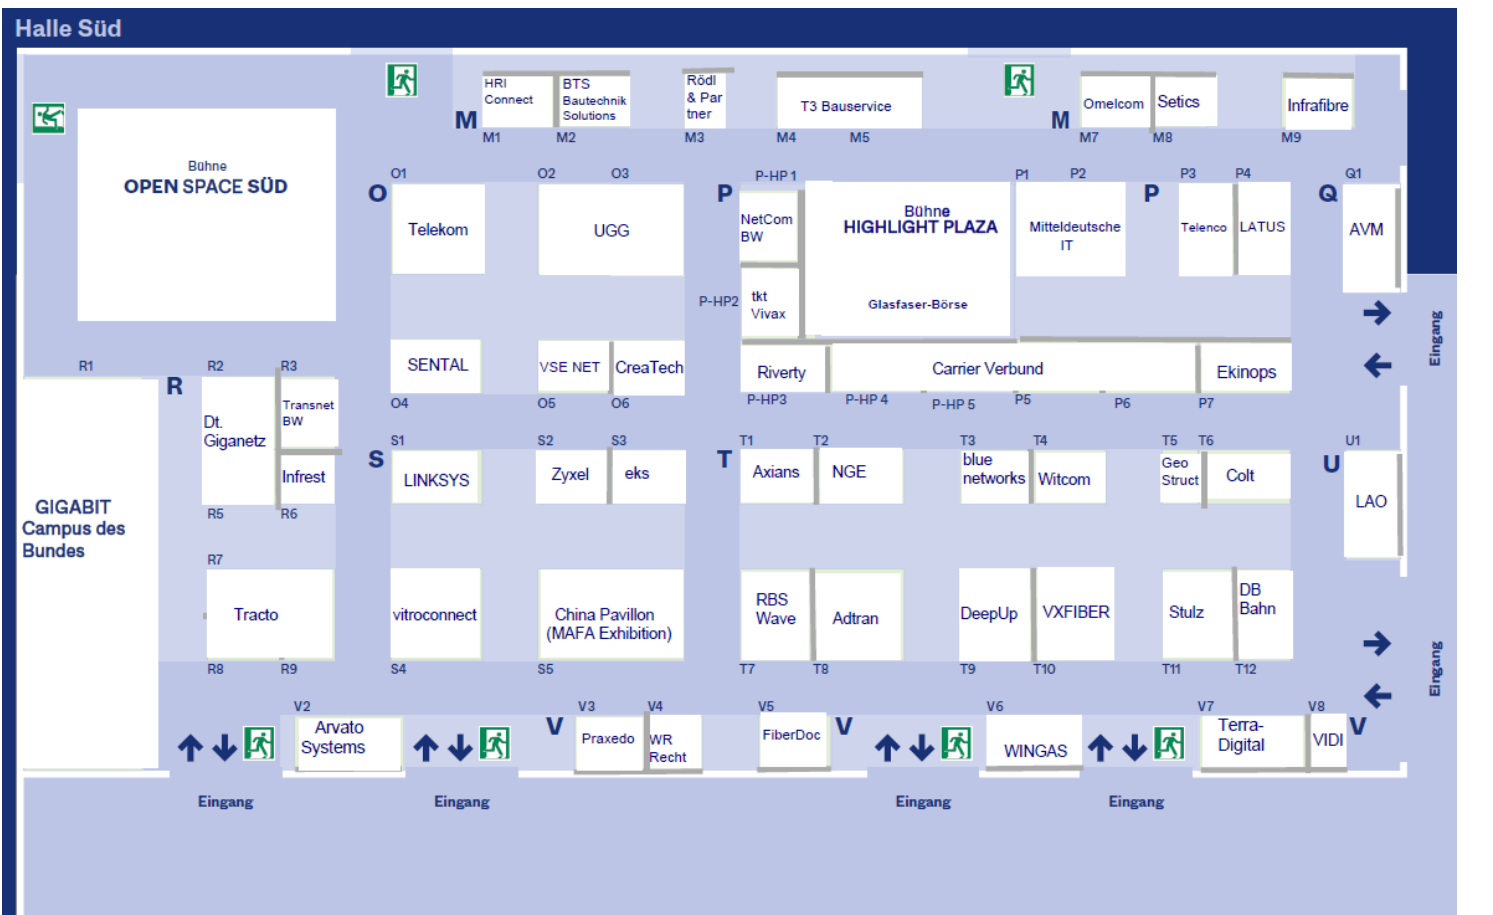 Halle Süd
HRI
Connect
BTS
Bautechnik
Solutions
Rödl
& Par
tner
T3 Bauservice
Omelcom
Setics
Infrafibre
M
M
M1
M2
M3
M4
M5
M7
M8
M9
Bühne
OPEN SPACE SÜD
O
O1
O2
O3
Telekom
UGG
P
P-HP 1
NetCom
BW
Bühne
HIGHLIGHT PLAZA
Glasfaser-Börse
P-HP2
tkt
Vivax
P1
P2
Mitteldeutsche
IT
P
P3
P4
Telenco
LATUS
Q
Q1
AVM
Eingang
SENTAL
VSE NET
CreaTech
Riverty
Carrier Verbund
Ekinops
O4
O5
O6
P-HP3
P-HP 4
P-HP 5
P5
P6
P7
R1
R
R2
R3
Dt.
Giganetz
Transnet
BW
Infrest
R5
R6
GIGABIT
Campus des
Bundes
S
S1
S2
S3
LINKSYS
Zyxel
eks
T
T1
T2
T3
T4
T5
T6
Axians
NGE
blue
networks
Witcom
Geo
Struct
Colt
U
U1
LAO
R7
Tracto
R8
R9
vitroconnect
China Pavillon
(MAFA Exhibition)
S4
S5
RBS
Wave
Adtran
DeepUp
VXFIBER
Stulz
DB
Bahn
T7
T8
T9
T10
T11
T12
Eingang
V2
Arvato
Systems
V
V3
V4
Praxedo
WR
Recht
V5
FiberDoc
V
V6
WINGAS
V7
V8
Terra-
Digital
VIDI
V
Eingang
Eingang
Eingang
Eingang